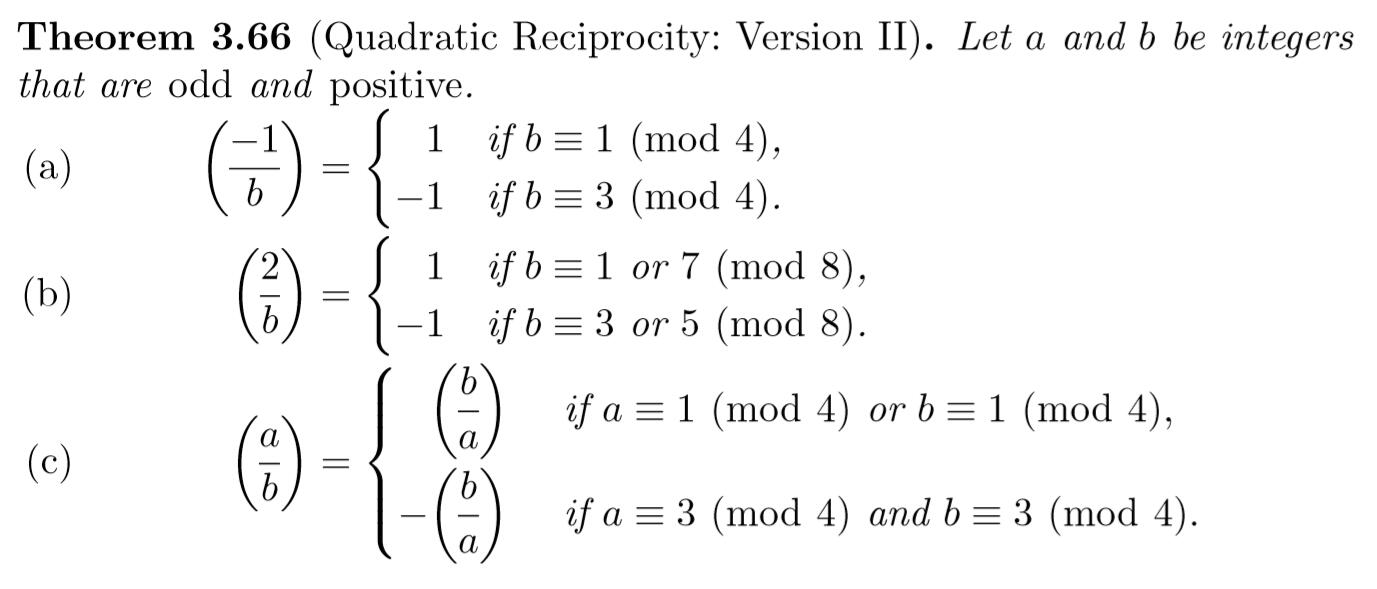 Theorem 3.66 (Quadratic Reciprocity: Version II). Let a and b be integers
that are odd and positive.
(a) (−1/b) = { 1 if b ≡ 1 (mod 4),
−1 if b ≡ 3 (mod 4).
(b) (2/b) = { 1 if b ≡ 1 or 7 (mod 8),
−1 if b ≡ 3 or 5 (mod 8).
(c) (a/b) = { (b/a) if a ≡ 1 (mod 4) or b ≡ 1 (mod 4),
−(b/a) if a ≡ 3 (mod 4) and b ≡ 3 (mod 4).